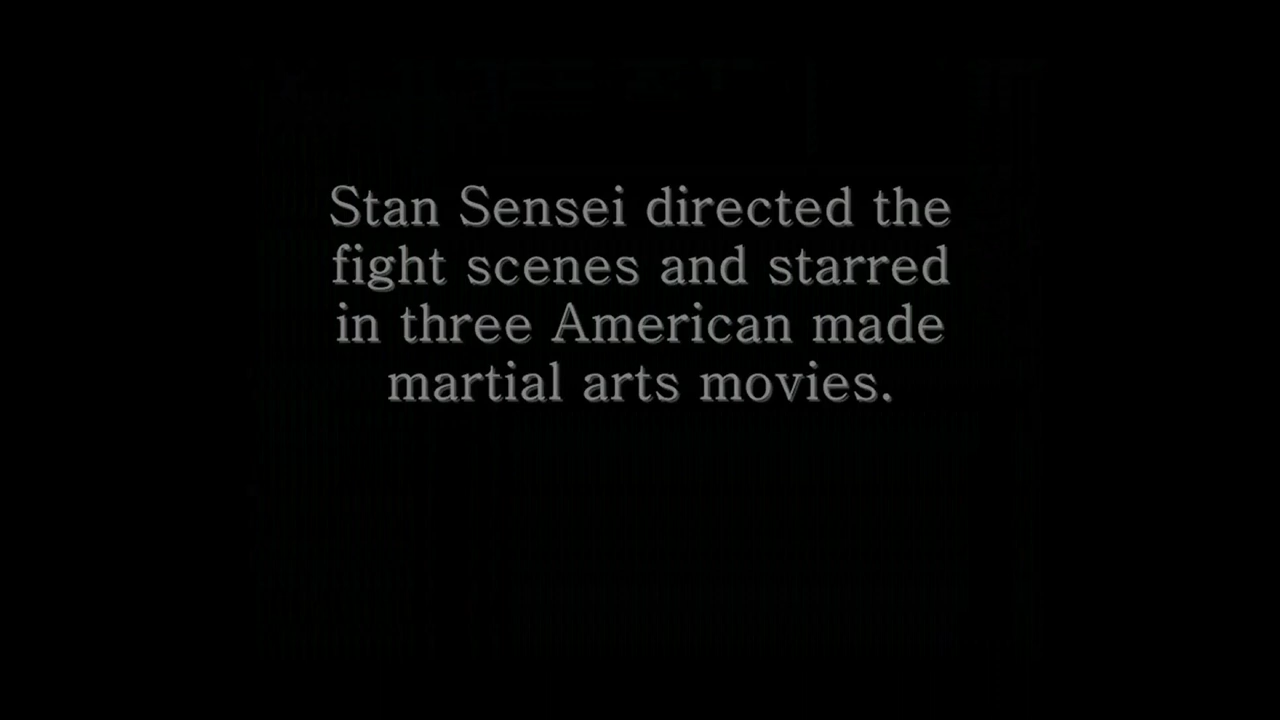 Stan Sensei directed the
fight scenes and starred
in three American made
martial arts movies.